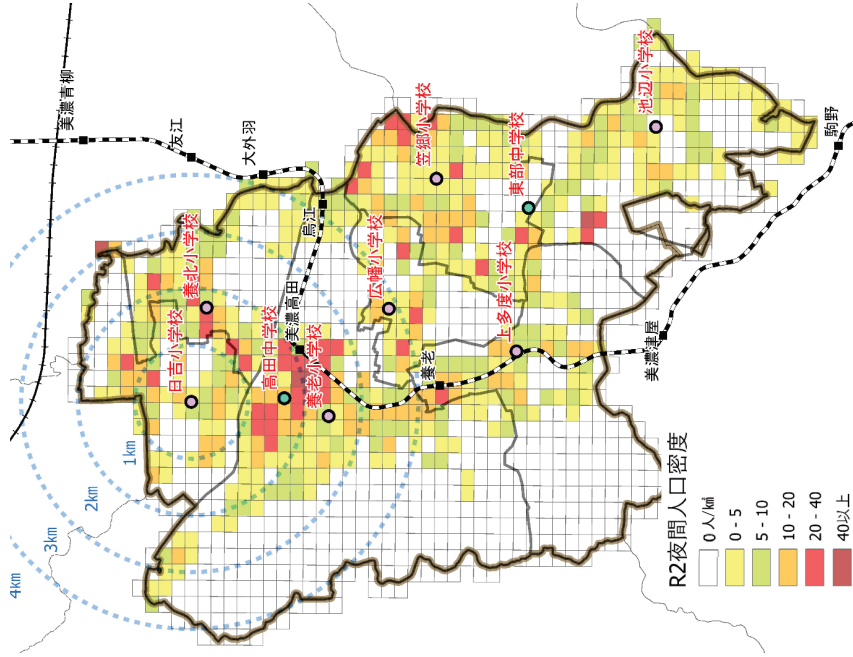 美濃青柳
友江
大外羽
烏江
養北小学校
日吉小学校
美濃高田
高田中学校
養老小学校
広幡小学校
笠郷小学校
東部中学校
池辺小学校
上多度小学校
養老
美濃津屋
駒野
1km
2km
3km
4km
R2夜間人口密度
0人/k㎡
0 - 5
5 - 10
10 - 20
20 - 40
40以上